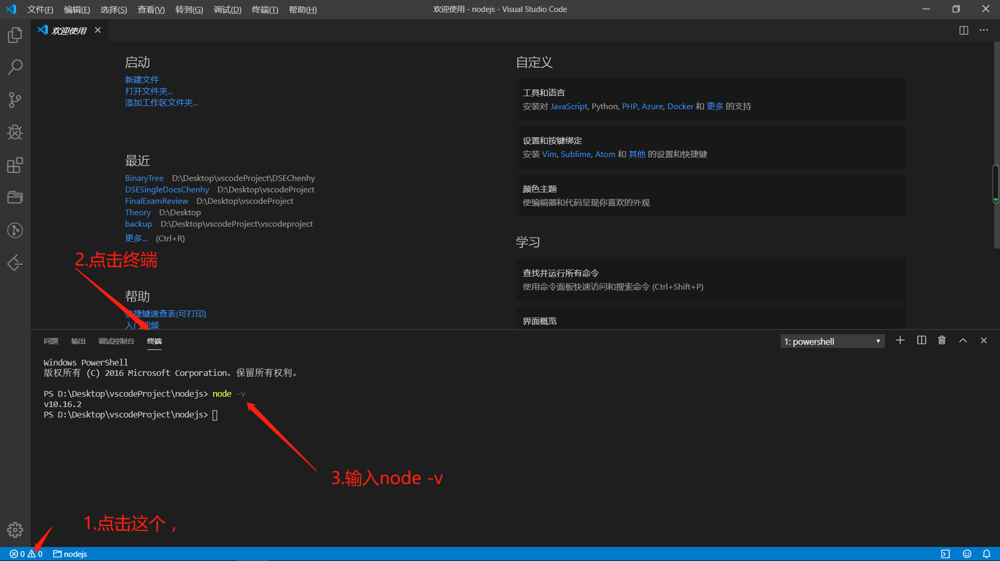 文件(F) 编辑(E) 选择(S) 查看(V) 转到(G) 调试(D) 终端(T) 帮助(H) 欢迎使用 - nodejs - Visual Studio Code
欢迎使用
启动
新建文件
打开文件夹...
添加工作区文件夹...
最近
BinaryTree D:\Desktop\vscodeProject\DSEChenhy
DSESingleDocsChenhy D:\Desktop\vscodeProject
FinalExamReview D:\Desktop\vscodeProject
Theory D:\Desktop
backup D:\Desktop\vscodeProject\vscodeproject
更多... (Ctrl+R)
2.点击终端
帮助
快捷键速查表(可打印)
入门视频
自定义
工具和语言
安装对 JavaScript, Python, PHP, Azure, Docker 和 更多 的支持
设置和按键绑定
安装 Vim, Sublime, Atom 和 其他 的设置和快捷键
颜色主题
使编辑器和代码呈现你喜欢的外观
学习
查找并运行所有命令
使用命令面板快速访问和搜索命令 (Ctrl+Shift+P)
界面概览
问题 输出 调试控制台 终端 1: powershell
Windows PowerShell
版权所有 (C) 2016 Microsoft Corporation。保留所有权利。
PS D:\Desktop\vscodeProject\nodejs> node -v
v10.16.2
PS D:\Desktop\vscodeProject\nodejs>
3.输入node -v
1.点击这个，
0 0 nodejs